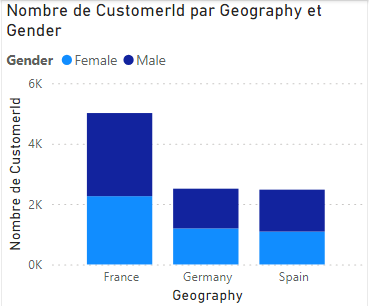 Nombre de CustomerId par Geography et
Gender
Gender Female Male
6K
4K
2K
0K
Nombre de CustomerId
France Germany Spain
Geography